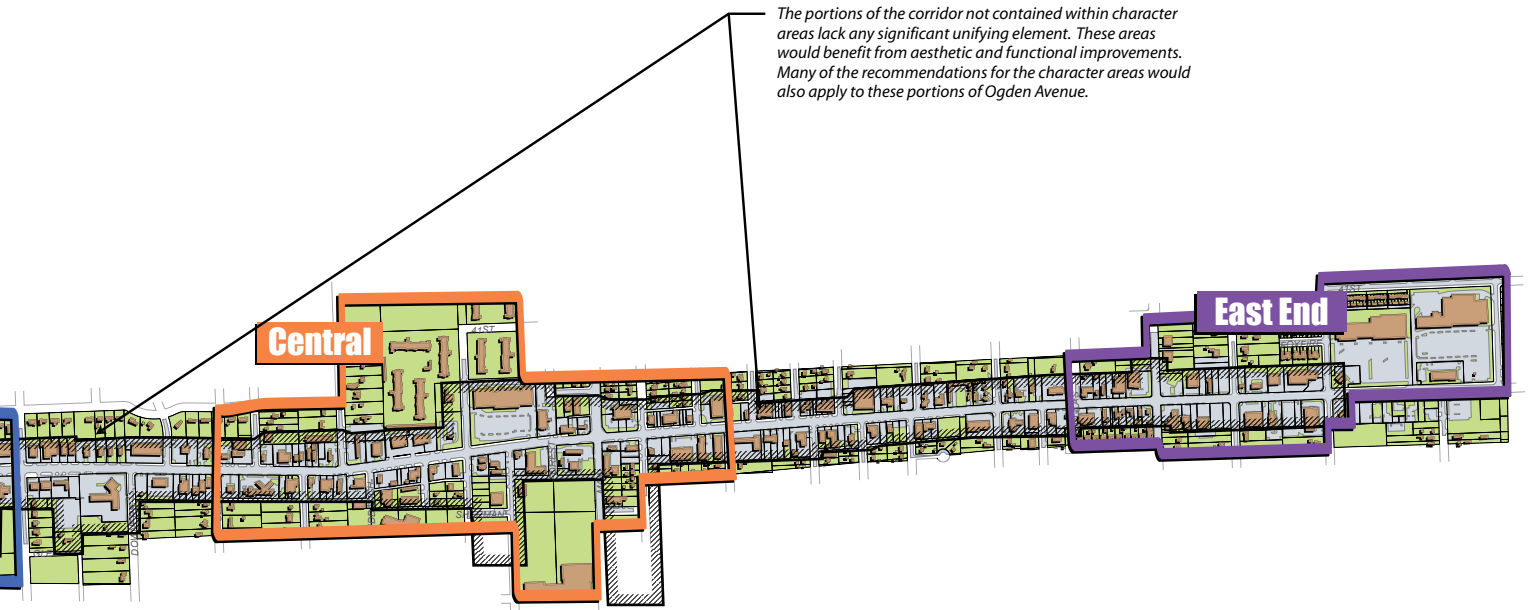 The portions of the corridor not contained within character
areas lack any significant unifying element. These areas
would benefit from aesthetic and functional improvements.
Many of the recommendations for the character areas would
also apply to these portions of Ogden Avenue.
41ST
East End
Central
41ST